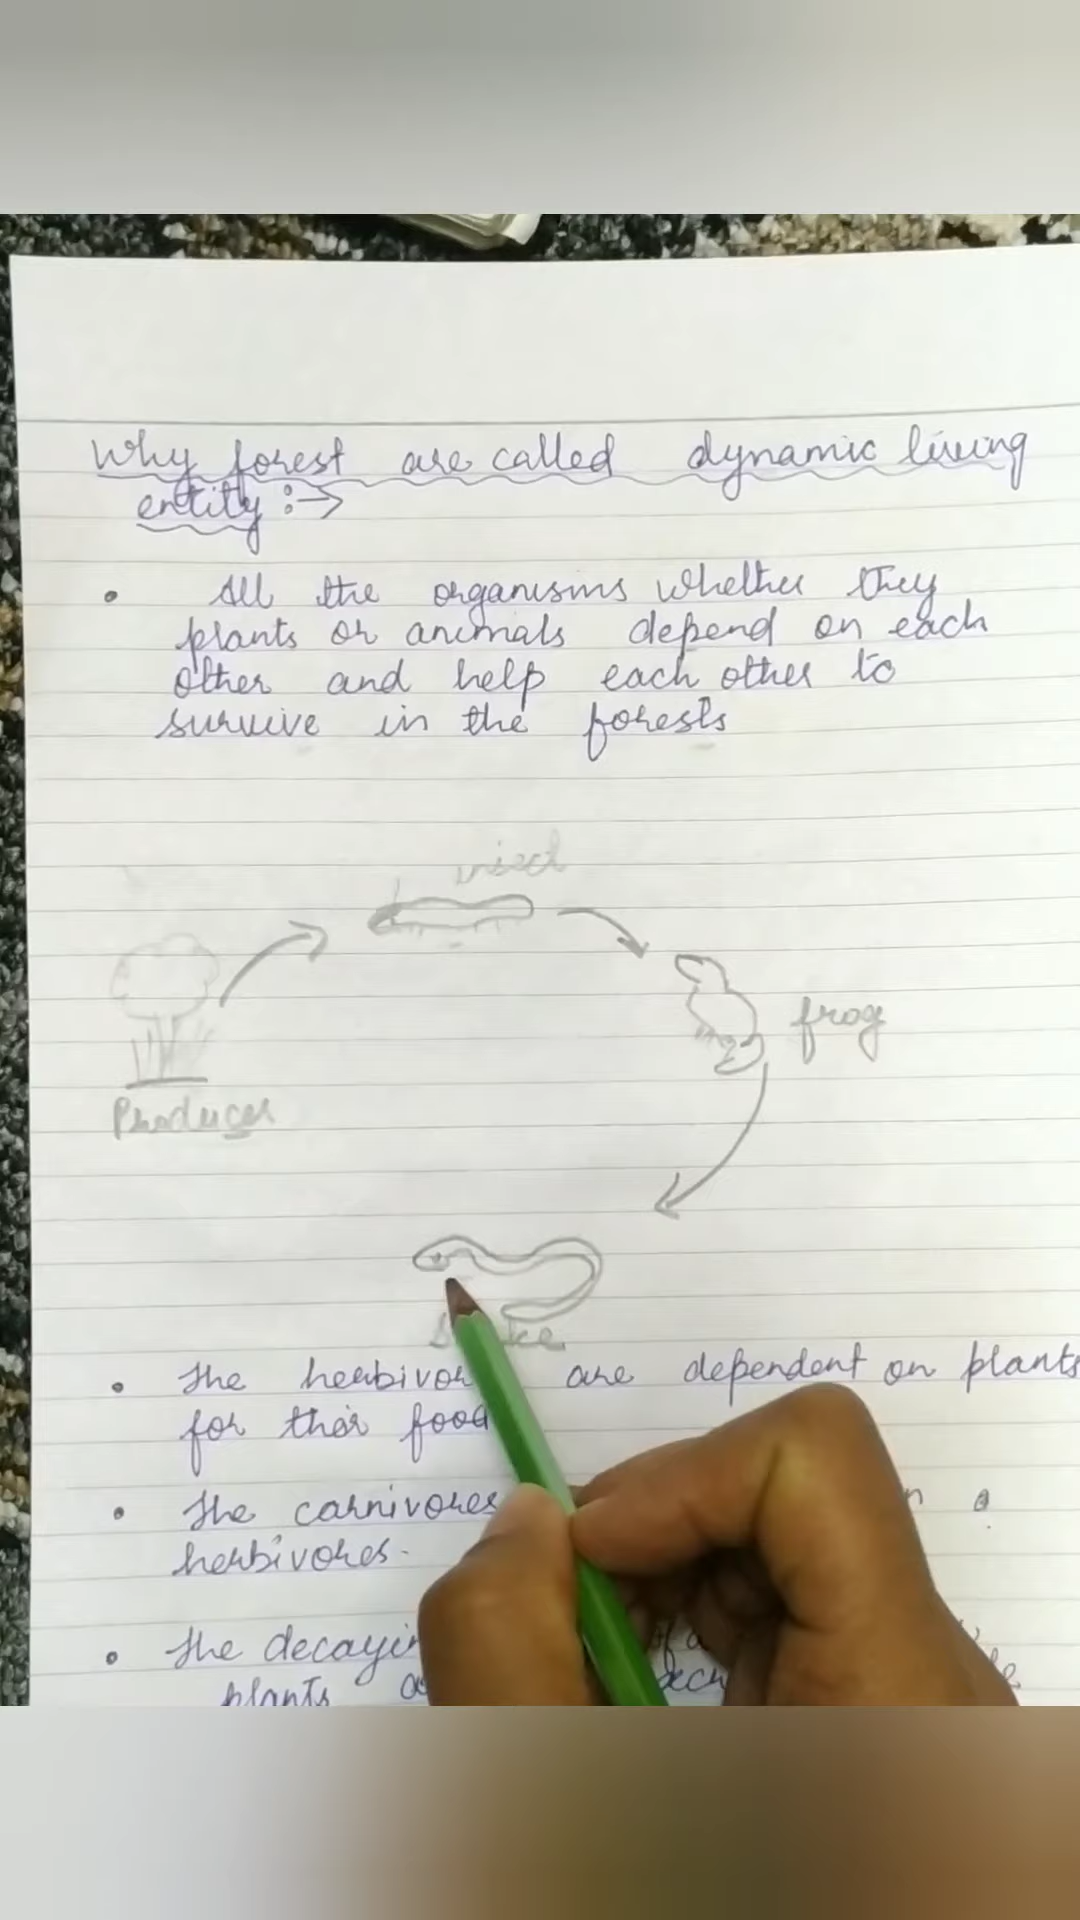 Why forest are called dynamic living
entity :→
• All the organisms whether they
plants or animals depend on each
other and help each other to
survive in the forests
insect
frog
Producer
• The herbivor are dependent on plants
for their food
• The carnivores a
herbivores.
• The decayin
plants